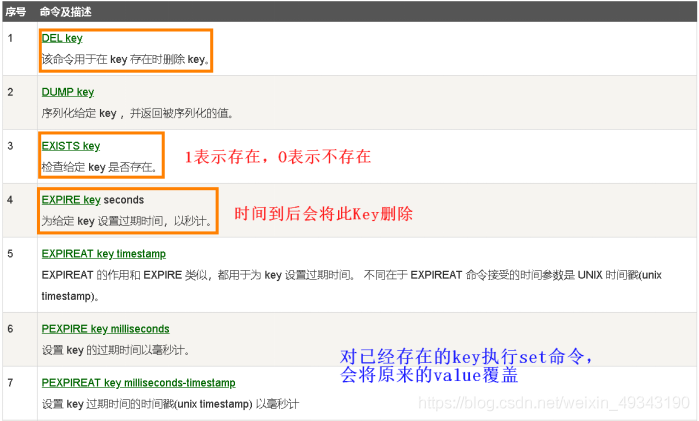 序号 命令及描述
1 DEL key
该命令用于在 key 存在时删除 key。
2 DUMP key
序列化给定 key ，并返回被序列化的值。
3 EXISTS key
检查给定 key 是否存在。
1表示存在，0表示不存在
4 EXPIRE key seconds
为给定 key 设置过期时间，以秒计。
时间到后会将此Key删除
5 EXPIREAT key timestamp
EXPIREAT 的作用和 EXPIRE 类似，都用于为 key 设置过期时间。 不同在于 EXPIREAT 命令接受的时间参数是 UNIX 时间戳(unix
timestamp)。
6 PEXPIRE key milliseconds
设置 key 的过期时间以毫秒计。
对已经存在的key执行set命令，
会将原来的value覆盖
7 PEXPIREAT key milliseconds-timestamp
设置 key 过期时间的时间戳(unix timestamp) 以毫秒计
https://blog.csdn.net/weixin_49343190